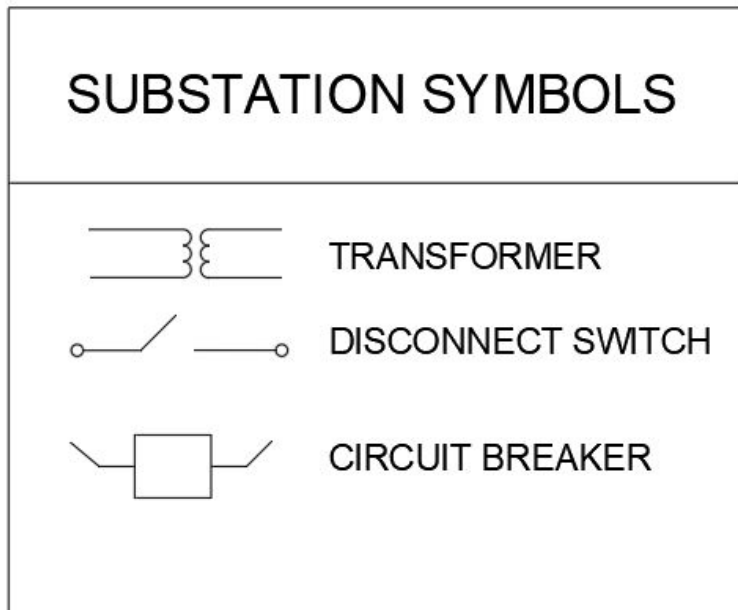 SUBSTATION SYMBOLS
TRANSFORMER
DISCONNECT SWITCH
CIRCUIT BREAKER